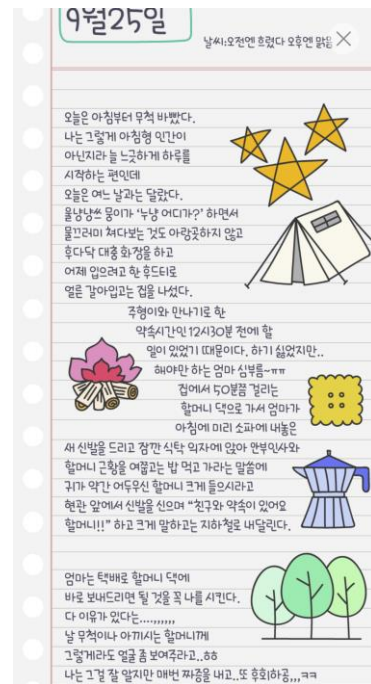 9월25일
날씨:오전엔 흐렸다 오후엔 맑음
오늘은 아침부터 무척 바빴다.
나는 그렇게 아침형 인간이
아닌지라 늘 느긋하게 하루를
시작하는 편인데
오늘은 여느 날과는 달랐다.
울냥냥쓰 뭉이가 '누냥 어디가?' 하면서
물끄러미 쳐다보는 것도 아랑곳하지 않고
후다닥 대충 화장을 하고
어제 입으려고 한 후드티로
얼른 갈아입고는 집을 나섰다.
주형이와 만나기로 한
약속시간인 12시30분 전에 할
일이 있었기 때문이다. 하기 싫었지만..
해야만 하는 엄마 심부름~ㅠㅠ
집에서 50분쯤 걸리는
할머니 댁으로 가서 엄마가
아침에 미리 소파에 내놓은
새 신발을 드리고 잠깐 식탁 의자에 앉아 안부인사와
할머니 근황을 여쭙고는 밥 먹고 가라는 말씀에
귀가 약간 어두우신 할머니 크게 들으시라고
현관 앞에서 신발을 신으며 "친구와 약속이 있어요
할머니!!" 하고 크게 말하고는 지하철로 내달린다.
엄마는 택배로 할머니 댁에
바로 보내드리면 될 것을 꼭 나를 시킨다.
다 이유가 있다는....,,,,,,
날 무척이나 아끼시는 할머니께
그렇게라도 얼굴 좀 보여주라고..ㅎㅎ
나는 그걸 잘 알지만 매번 짜증을 내고..또 후회하공,,,ㅋㅋ